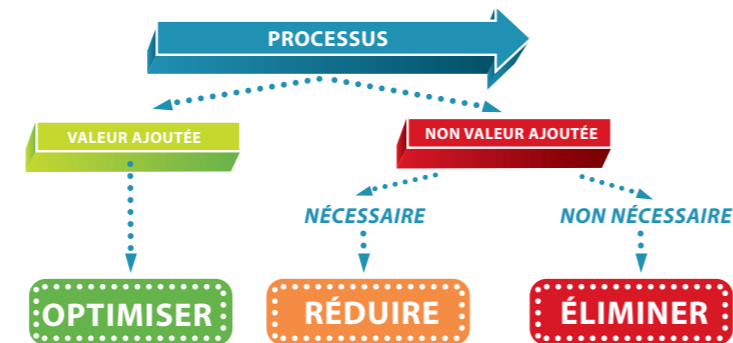 PROCESSUS
VALEUR AJOUTÉE
NON VALEUR AJOUTÉE
NÉCESSAIRE
NON NÉCESSAIRE
OPTIMISER
RÉDUIRE
ÉLIMINER